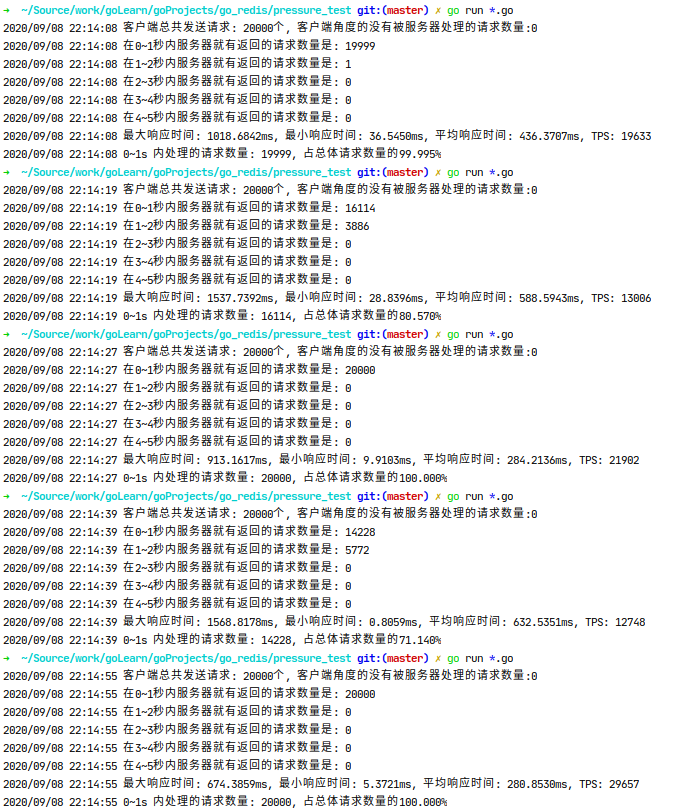 ➜  ~/Source/work/goLearn/goProjects/go_redis/pressure_test git:(master) ✗ go run *.go
2020/09/08 22:14:08 客户端总共发送请求: 20000个, 客户端角度的没有被服务器处理的请求数量:0
2020/09/08 22:14:08 在0~1秒内服务器就有返回的请求数量是: 19999
2020/09/08 22:14:08 在1~2秒内服务器就有返回的请求数量是: 1
2020/09/08 22:14:08 在2~3秒内服务器就有返回的请求数量是: 0
2020/09/08 22:14:08 在3~4秒内服务器就有返回的请求数量是: 0
2020/09/08 22:14:08 在4~5秒内服务器就有返回的请求数量是: 0
2020/09/08 22:14:08 最大响应时间: 1018.6842ms, 最小响应时间: 36.5450ms, 平均响应时间: 436.3707ms, TPS: 19633
2020/09/08 22:14:08 0~1s 内处理的请求数量: 19999, 占总体请求数量的99.995%
➜  ~/Source/work/goLearn/goProjects/go_redis/pressure_test git:(master) ✗ go run *.go
2020/09/08 22:14:19 客户端总共发送请求: 20000个, 客户端角度的没有被服务器处理的请求数量:0
2020/09/08 22:14:19 在0~1秒内服务器就有返回的请求数量是: 16114
2020/09/08 22:14:19 在1~2秒内服务器就有返回的请求数量是: 3886
2020/09/08 22:14:19 在2~3秒内服务器就有返回的请求数量是: 0
2020/09/08 22:14:19 在3~4秒内服务器就有返回的请求数量是: 0
2020/09/08 22:14:19 在4~5秒内服务器就有返回的请求数量是: 0
2020/09/08 22:14:19 最大响应时间: 1537.7392ms, 最小响应时间: 28.8396ms, 平均响应时间: 588.5943ms, TPS: 13006
2020/09/08 22:14:19 0~1s 内处理的请求数量: 16114, 占总体请求数量的80.570%
➜  ~/Source/work/goLearn/goProjects/go_redis/pressure_test git:(master) ✗ go run *.go
2020/09/08 22:14:27 客户端总共发送请求: 20000个, 客户端角度的没有被服务器处理的请求数量:0
2020/09/08 22:14:27 在0~1秒内服务器就有返回的请求数量是: 20000
2020/09/08 22:14:27 在1~2秒内服务器就有返回的请求数量是: 0
2020/09/08 22:14:27 在2~3秒内服务器就有返回的请求数量是: 0
2020/09/08 22:14:27 在3~4秒内服务器就有返回的请求数量是: 0
2020/09/08 22:14:27 在4~5秒内服务器就有返回的请求数量是: 0
2020/09/08 22:14:27 最大响应时间: 913.1617ms, 最小响应时间: 9.9103ms, 平均响应时间: 284.2136ms, TPS: 21902
2020/09/08 22:14:27 0~1s 内处理的请求数量: 20000, 占总体请求数量的100.000%
➜  ~/Source/work/goLearn/goProjects/go_redis/pressure_test git:(master) ✗ go run *.go
2020/09/08 22:14:39 客户端总共发送请求: 20000个, 客户端角度的没有被服务器处理的请求数量:0
2020/09/08 22:14:39 在0~1秒内服务器就有返回的请求数量是: 14228
2020/09/08 22:14:39 在1~2秒内服务器就有返回的请求数量是: 5772
2020/09/08 22:14:39 在2~3秒内服务器就有返回的请求数量是: 0
2020/09/08 22:14:39 在3~4秒内服务器就有返回的请求数量是: 0
2020/09/08 22:14:39 在4~5秒内服务器就有返回的请求数量是: 0
2020/09/08 22:14:39 最大响应时间: 1568.8178ms, 最小响应时间: 0.8059ms, 平均响应时间: 632.5351ms, TPS: 12748
2020/09/08 22:14:39 0~1s 内处理的请求数量: 14228, 占总体请求数量的71.140%
➜  ~/Source/work/goLearn/goProjects/go_redis/pressure_test git:(master) ✗ go run *.go
2020/09/08 22:14:55 客户端总共发送请求: 20000个, 客户端角度的没有被服务器处理的请求数量:0
2020/09/08 22:14:55 在0~1秒内服务器就有返回的请求数量是: 20000
2020/09/08 22:14:55 在1~2秒内服务器就有返回的请求数量是: 0
2020/09/08 22:14:55 在2~3秒内服务器就有返回的请求数量是: 0
2020/09/08 22:14:55 在3~4秒内服务器就有返回的请求数量是: 0
2020/09/08 22:14:55 在4~5秒内服务器就有返回的请求数量是: 0
2020/09/08 22:14:55 最大响应时间: 674.3859ms, 最小响应时间: 5.3721ms, 平均响应时间: 280.8530ms, TPS: 29657
2020/09/08 22:14:55 0~1s 内处理的请求数量: 20000, 占总体请求数量的100.000%